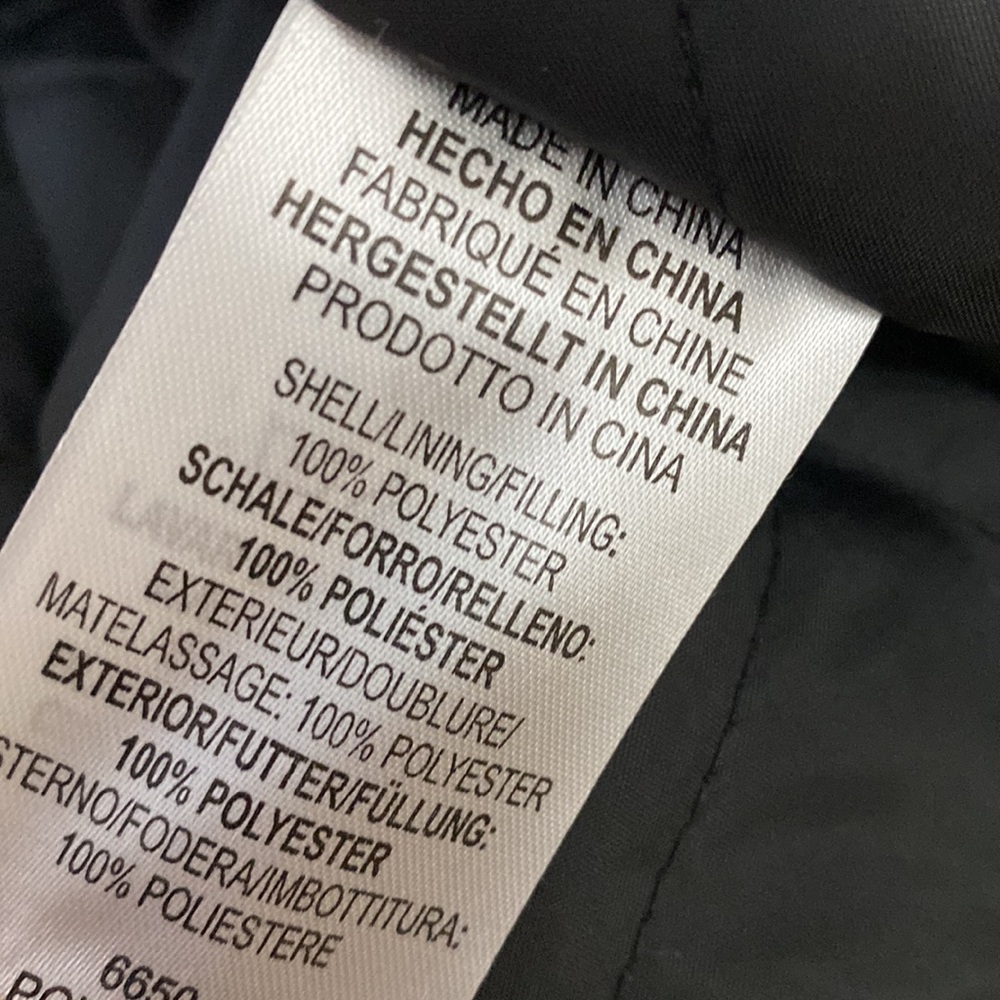 MADE IN CHINA
HECHO EN CHINA
FABRIQUÉ EN CHINE
HERGESTELLT IN CHINA
PRODOTTO IN CINA
SHELL/LINING/FILLING:
100% POLYESTER
SCHALE/FORRO/RELLENO:
100% POLIÉSTER
EXTERIEUR/DOUBLURE/
MATELASSAGE: 100% POLYESTER
EXTERIOR/FUTTER/FÜLLUNG:
100% POLYESTER
STERNO/FODERA/IMBOTTITURA:
100% POLIESTERE
6650